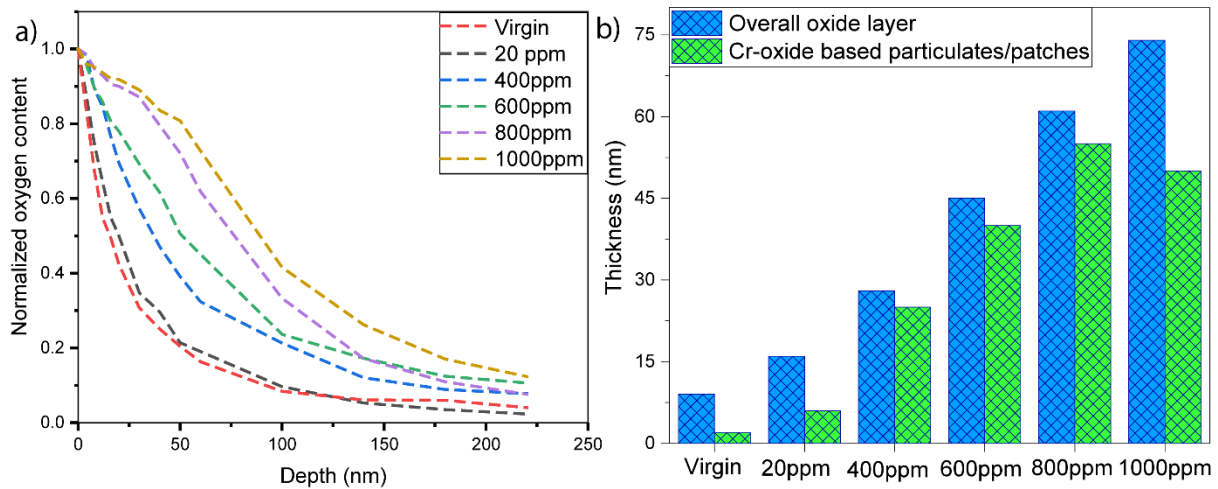 a)
Virgin
20 ppm
400ppm
600ppm
800ppm
1000ppm
1.0
0.8
0.6
0.4
0.2
0.0
Normalized oxygen content
0
50
100
150
200
250
Depth (nm)
b)
Overall oxide layer
Cr-oxide based particulates/patches
75
60
45
30
15
0
Thickness (nm)
Virgin
20ppm
400ppm
600ppm
800ppm
1000ppm